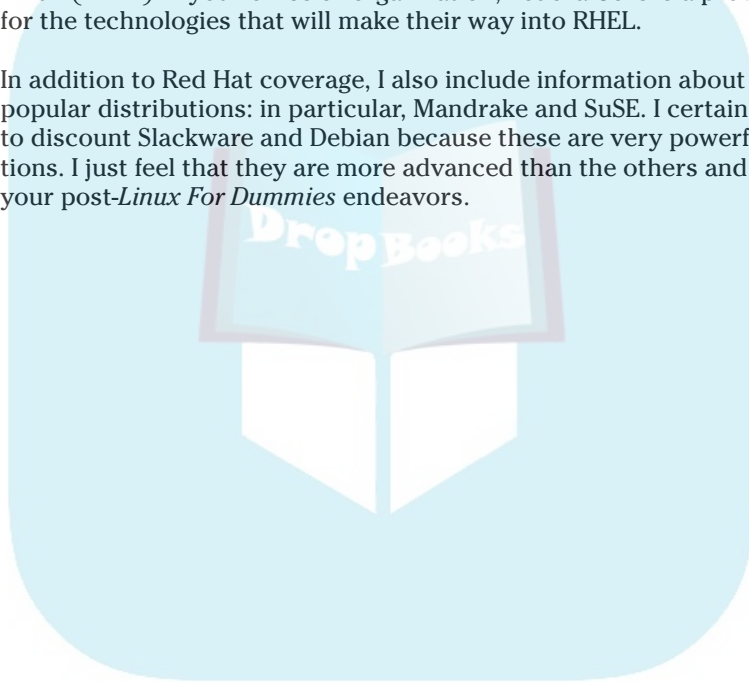 for the technologies that will make their way into RHEL.
In addition to Red Hat coverage, I also include information about
popular distributions: in particular, Mandrake and SuSE. I certain
to discount Slackware and Debian because these are very powerf
tions. I just feel that they are more advanced than the others and
your post-Linux For Dummies endeavors.
DropBooks